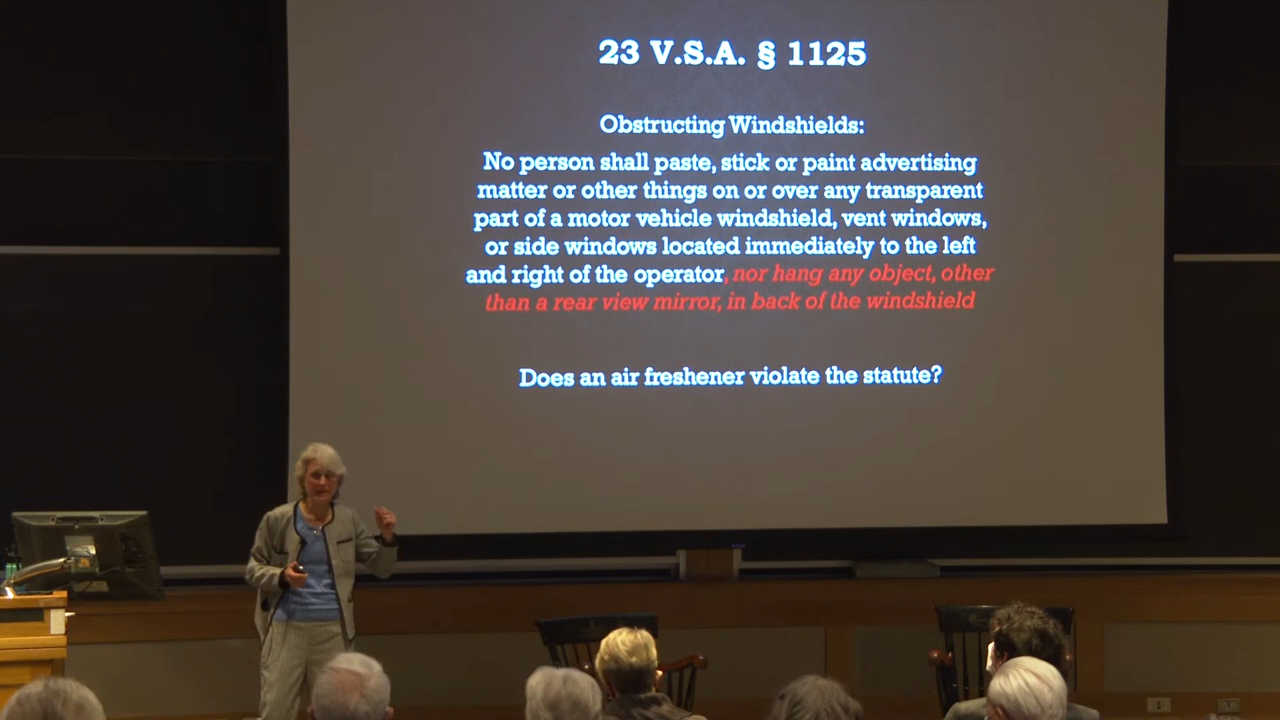 23 V.S.A. § 1125
Obstructing Windshields:
No person shall paste, stick or paint advertising
matter or other things on or over any transparent
part of a motor vehicle windshield, vent windows,
or side windows located immediately to the left
and right of the operator, nor hang any object, other
than a rear view mirror, in back of the windshield
Does an air freshener violate the statute?